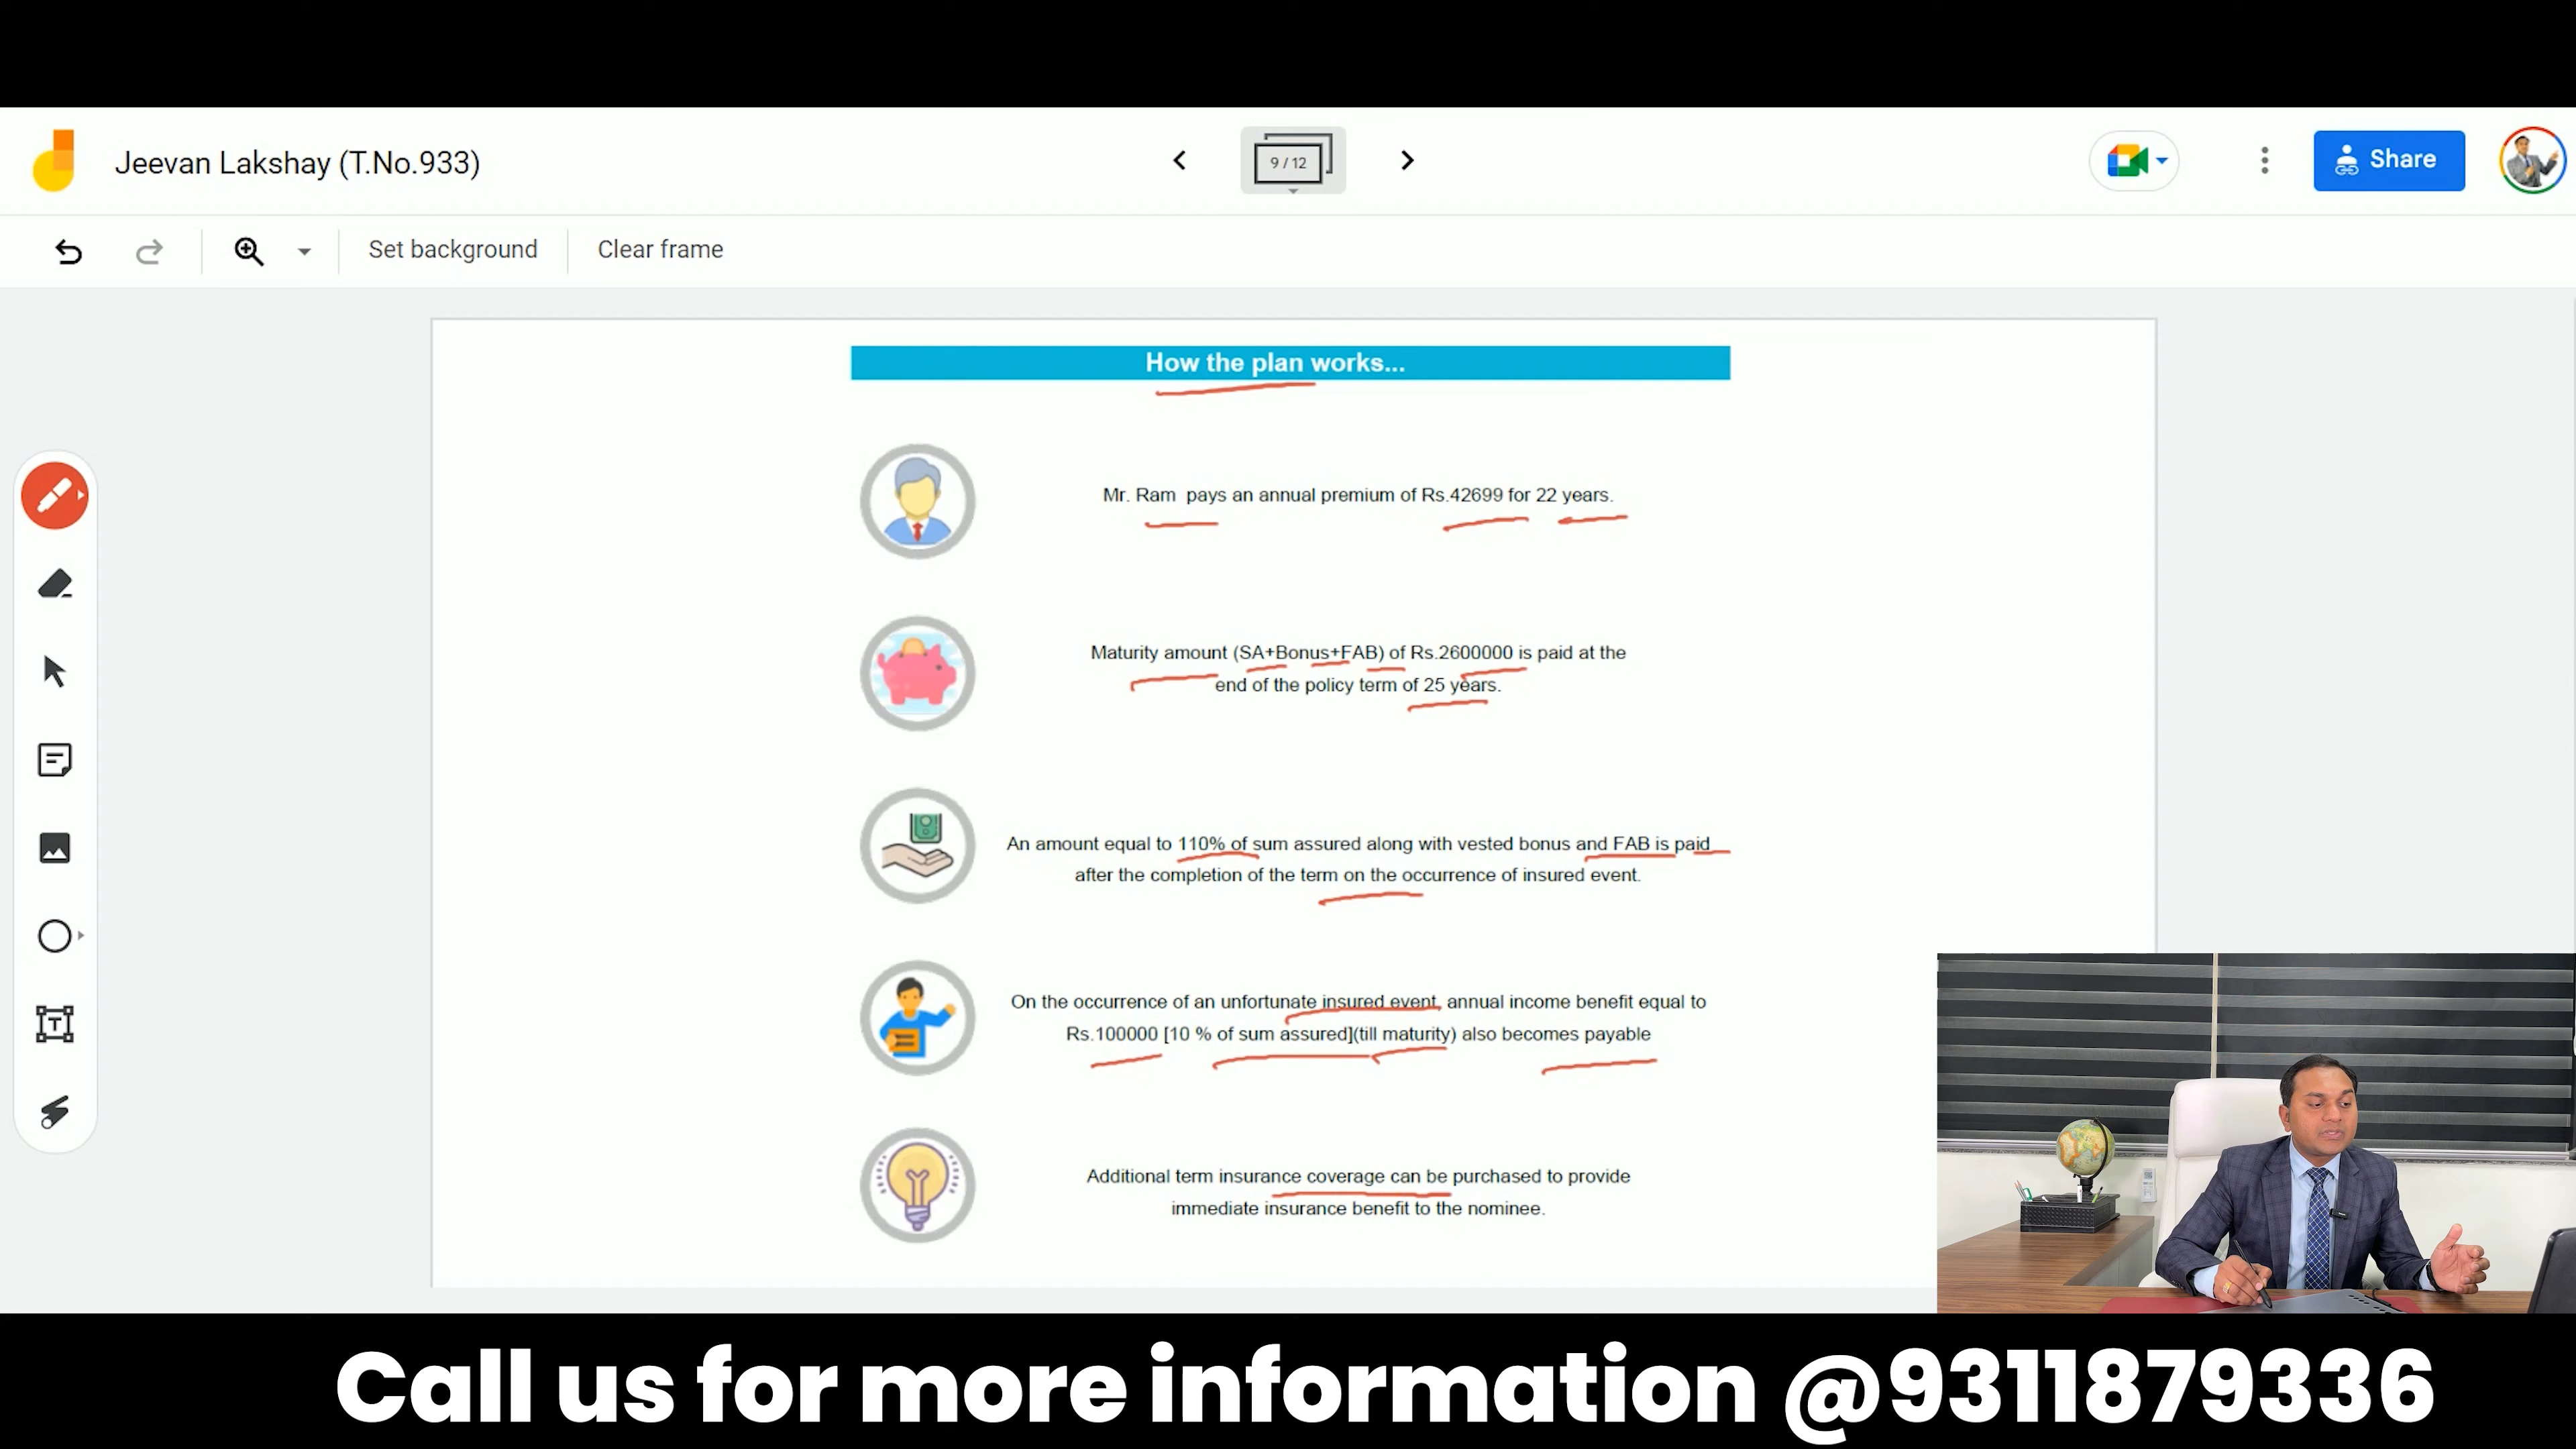 Jeevan Lakshay (T.No.933)
9 / 12
Share
Set background
Clear frame
How the plan works...
Mr. Ram pays an annual premium of Rs.42699 for 22 years.
Maturity amount (SA+Bonus+FAB) of Rs.2600000 is paid at the
end of the policy term of 25 years.
An amount equal to 110% of sum assured along with vested bonus and FAB is paid
after the completion of the term on the occurrence of insured event.
On the occurrence of an unfortunate insured event, annual income benefit equal to
Rs.100000 [10 % of sum assured](till maturity) also becomes payable
Additional term insurance coverage can be purchased to provide
immediate insurance benefit to the nominee.
Call us for more information @9311879336